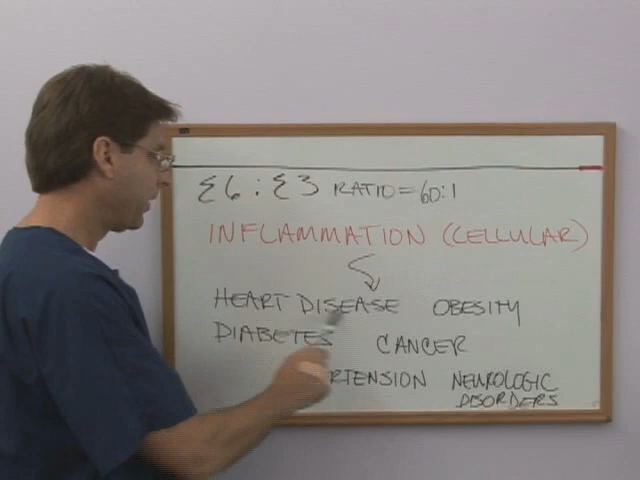 Σ6 : Σ3 RATIO = 60:1
INFLAMMATION (CELLULAR)
HEART DISEASE OBESITY
DIABETES CANCER
RTENSION NEUROLOGIC
DISORDERS